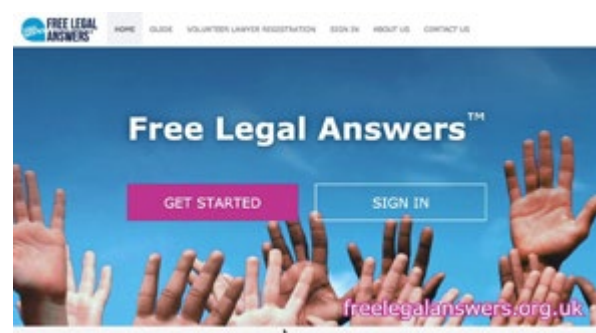 FREE LEGAL
ANSWERS
HOME GUIDE VOLUNTEER LAWYER REGISTRATION SIGN IN ABOUT US CONTACT US
Free Legal Answers™
GET STARTED SIGN IN
freelegalanswers.org.uk